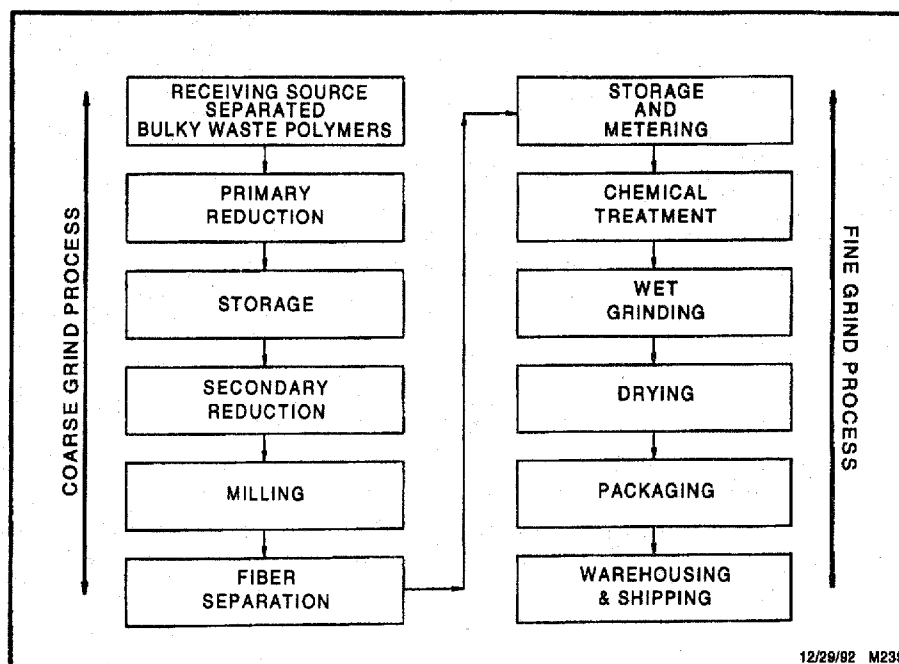 COARSE GRIND PROCESS
RECEIVING SOURCE
SEPARATED
BULKY WASTE POLYMERS
PRIMARY
REDUCTION
STORAGE
SECONDARY
REDUCTION
MILLING
FIBER
SEPARATION
STORAGE
AND
METERING
CHEMICAL
TREATMENT
WET
GRINDING
DRYING
PACKAGING
WAREHOUSING
& SHIPPING
FINE GRIND PROCESS
12/29/92